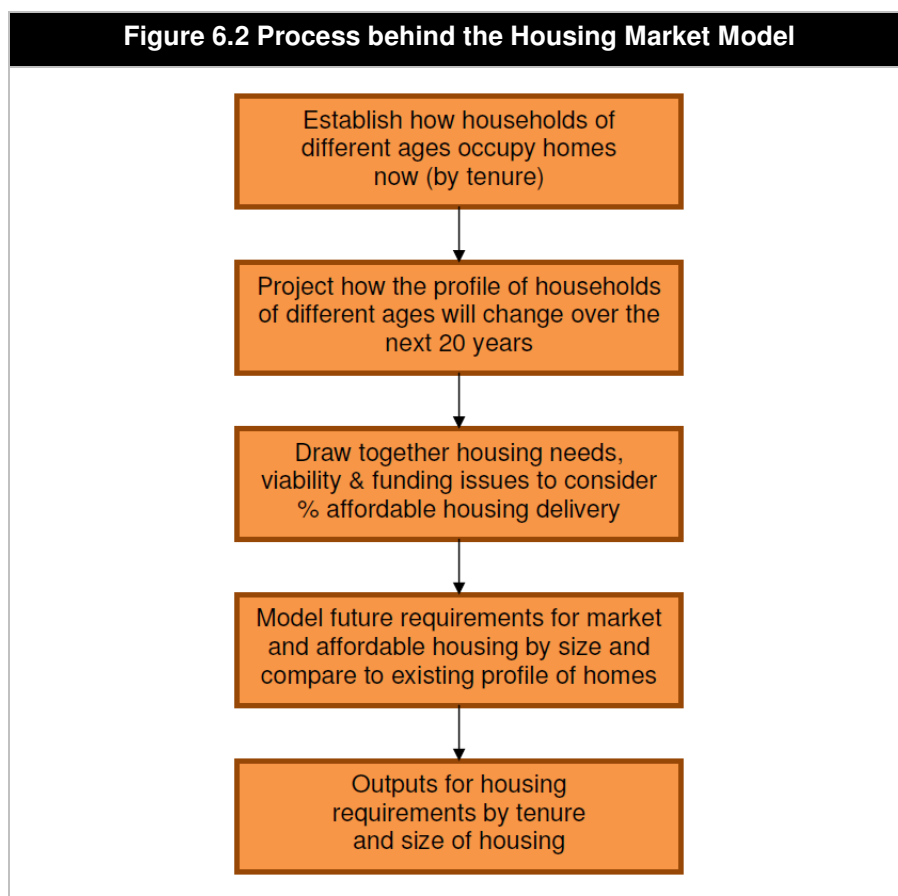 Figure 6.2 Process behind the Housing Market Model
Establish how households of
different ages occupy homes
now (by tenure)
Project how the profile of households
of different ages will change over the
next 20 years
Draw together housing needs,
viability & funding issues to consider
% affordable housing delivery
Model future requirements for market
and affordable housing by size and
compare to existing profile of homes
Outputs for housing
requirements by tenure
and size of housing